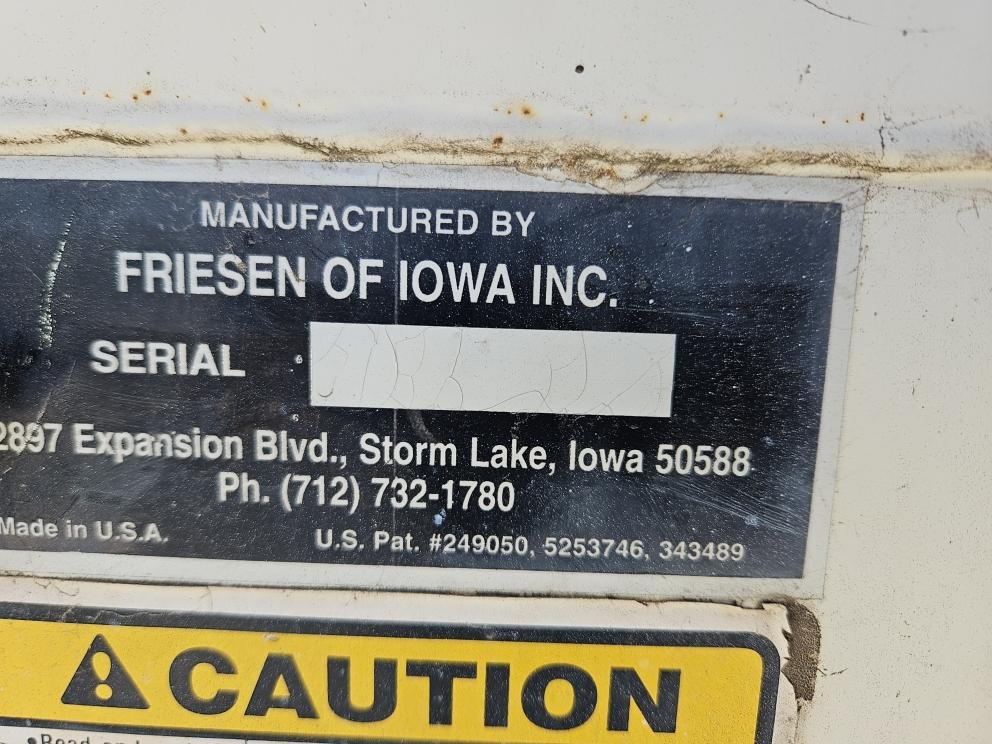 MANUFACTURED BY
FRIESEN OF IOWA INC.
SERIAL
2897 Expansion Blvd., Storm Lake, Iowa 50588
Ph. (712) 732-1780
Made in U.S.A.
U.S. Pat. #249050, 5253746, 343489
CAUTION